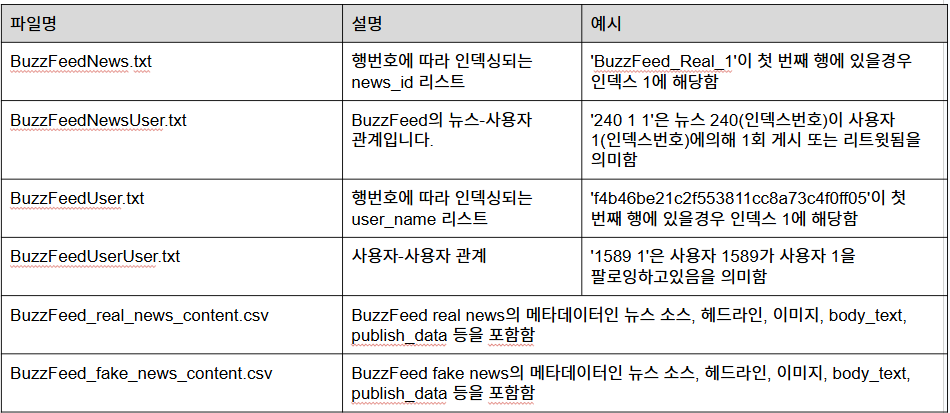 파일명
설명
예시
BuzzFeedNews.txt
행번호에 따라 인덱싱되는
news_id 리스트
'BuzzFeed_Real_1'이 첫 번째 행에 있을경우
인덱스 1에 해당함
BuzzFeedNewsUser.txt
BuzzFeed의 뉴스-사용자
관계입니다.
'240 1 1'은 뉴스 240(인덱스번호)이 사용자
1(인덱스번호)에의해 1회 게시 또는 리트윗됨을
의미함
BuzzFeedUser.txt
행번호에 따라 인덱싱되는
user_name 리스트
'f4b46be21c2f553811cc8a73c4f0ff05'이 첫
번째 행에 있을경우 인덱스 1에 해당함
BuzzFeedUserUser.txt
사용자-사용자 관계
'1589 1'은 사용자 1589가 사용자 1을
팔로잉하고있음을 의미함
BuzzFeed_real_news_content.csv
BuzzFeed real news의 메타데이터인 뉴스 소스, 헤드라인, 이미지, body_text,
publish_data 등을 포함함
BuzzFeed_fake_news_content.csv
BuzzFeed fake news의 메타데이터인 뉴스 소스, 헤드라인, 이미지, body_text,
publish_data 등을 포함함